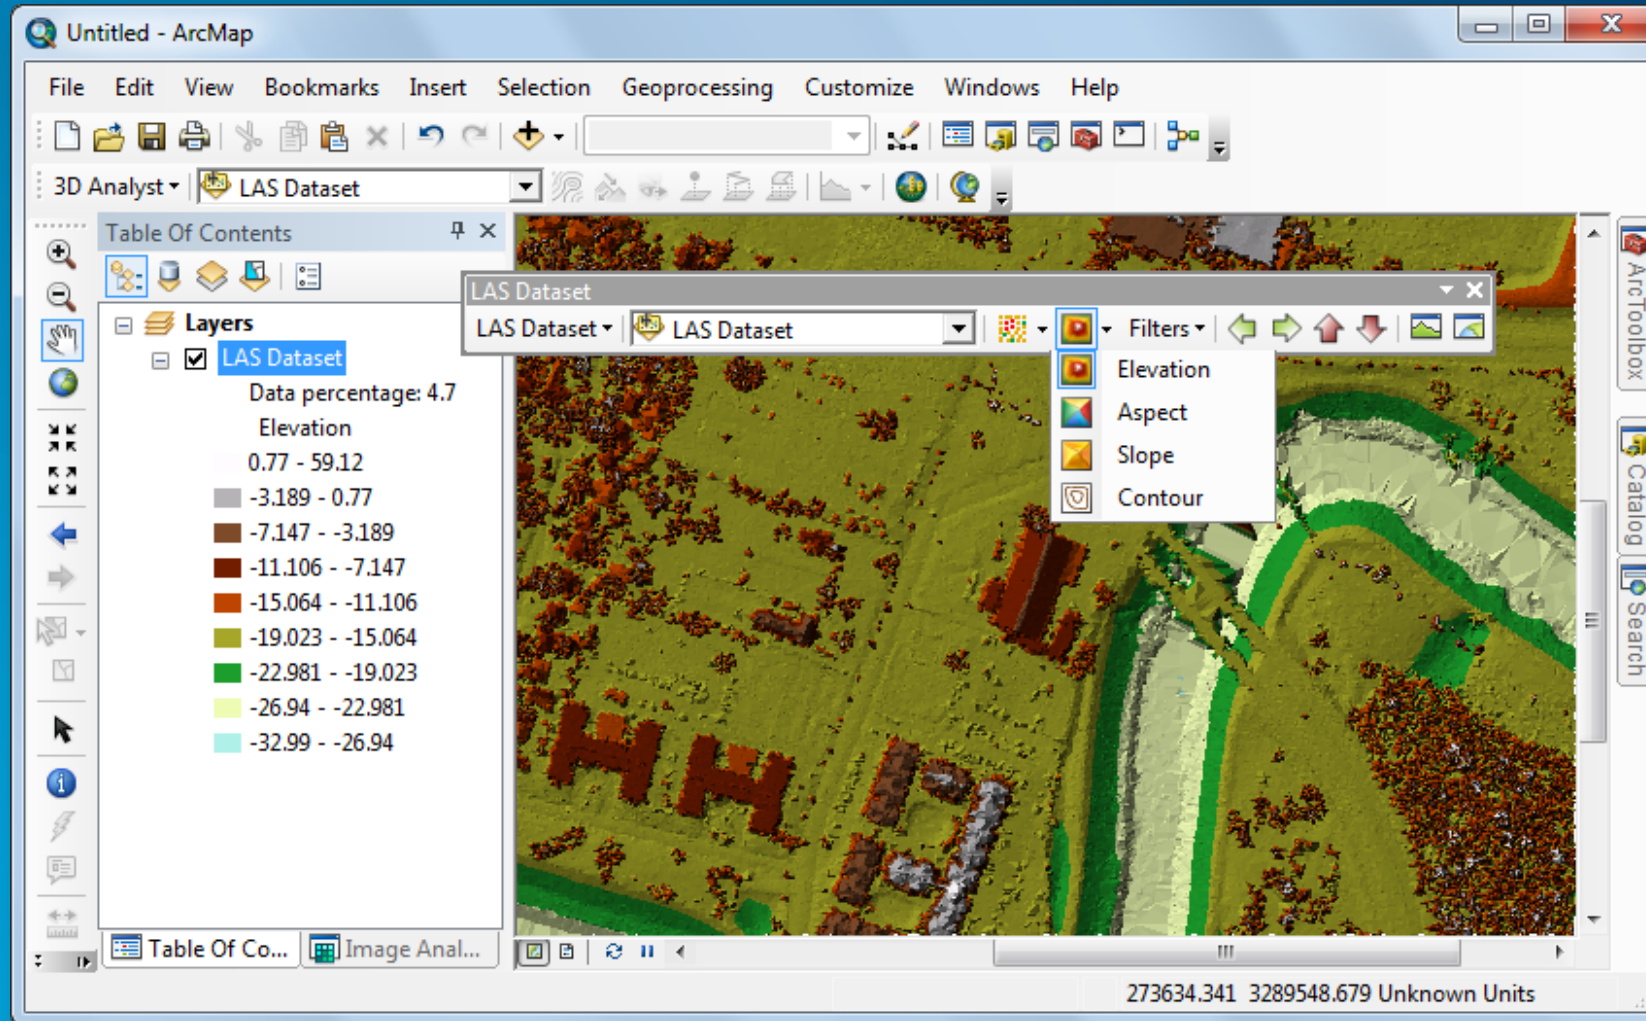 Untitled - ArcMap
File Edit View Bookmarks Insert Selection Geoprocessing Customize Windows Help
3D Analyst LAS Dataset
Table Of Contents
LAS Dataset
LAS Dataset LAS Dataset Filters
Layers
LAS Dataset
Data percentage: 4.7
Elevation
0.77 - 59.12
-3.189 - 0.77
-7.147 - -3.189
-11.106 - -7.147
-15.064 - -11.106
-19.023 - -15.064
-22.981 - -19.023
-26.94 - -22.981
-32.99 - -26.94
Elevation
Aspect
Slope
Contour
ArcToolbox
Catalog
Search
Table Of Co... Image Anal...
273634.341 3289548.679 Unknown Units